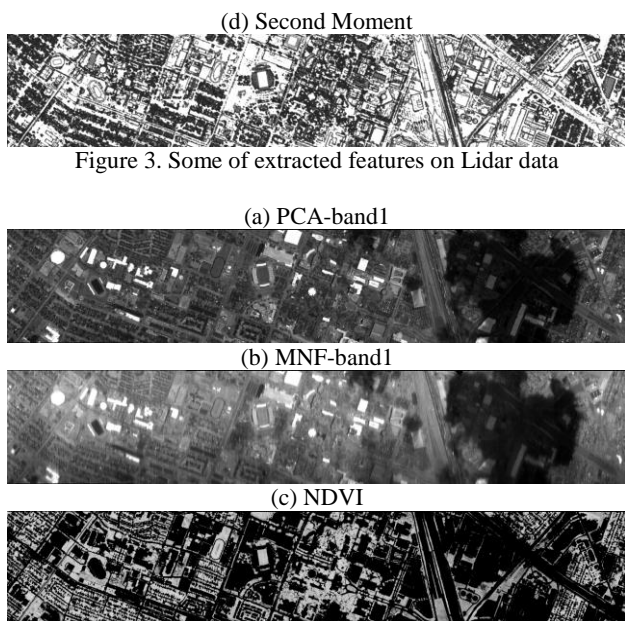 (d) Second Moment
Figure 3. Some of extracted features on Lidar data
(a) PCA-band1
(b) MNF-band1
(c) NDVI